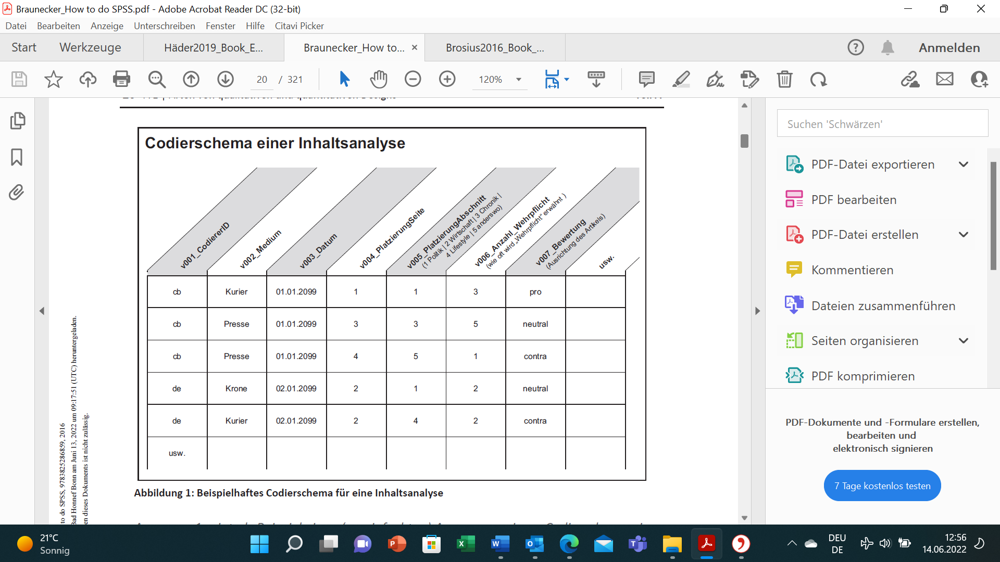 Braunecker_How to do SPSS.pdf - Adobe Acrobat Reader DC (32-bit)
Datei Bearbeiten Anzeige Unterschreiben Fenster Hilfe Citavi Picker
Start Werkzeuge Häder2019_Book_E... Braunecker_How to... × Brosius2016_Book_... Anmelden
20 / 321 120%
Codierschema einer Inhaltsanalyse
v001_CodiererID
v002_Medium
v003_Datum
v004_PlatzierungSeite
v005_PlatzierungAbschnitt
(1 Politik | 2 Wirtschaft | 3 Chronik |
4 Lifestyle | 5 anderswo)
v006_Anzahl_Wehrpflicht
(wie oft wird „Wehrpflicht“ erwähnt )
v007_Bewertung
(Ausrichtung des Artikels)
usw.
cb Kurier 01.01.2099 1 1 3 pro
cb Presse 01.01.2099 3 3 5 neutral
cb Presse 01.01.2099 4 5 1 contra
de Krone 02.01.2099 2 1 2 neutral
de Kurier 02.01.2099 2 4 2 contra
usw.
Abbildung 1: Beispielhaftes Codierschema für eine Inhaltsanalyse
to do SPSS, 9783825286859, 2016
Bad Honnef Bonn am Juni 13, 2022 um 09:17:51 (UTC) heruntergeladen.
en dieses Dokuments ist nicht zulässig.
Suchen 'Schwärzen'
PDF-Datei exportieren
PDF bearbeiten
PDF-Datei erstellen
Kommentieren
Dateien zusammenführen
Seiten organisieren
PDF komprimieren
PDF-Dokumente und -Formulare erstellen,
bearbeiten und
elektronisch signieren
7 Tage kostenlos testen
21°C
Sonnig
DEU
DE
12:56
14.06.2022